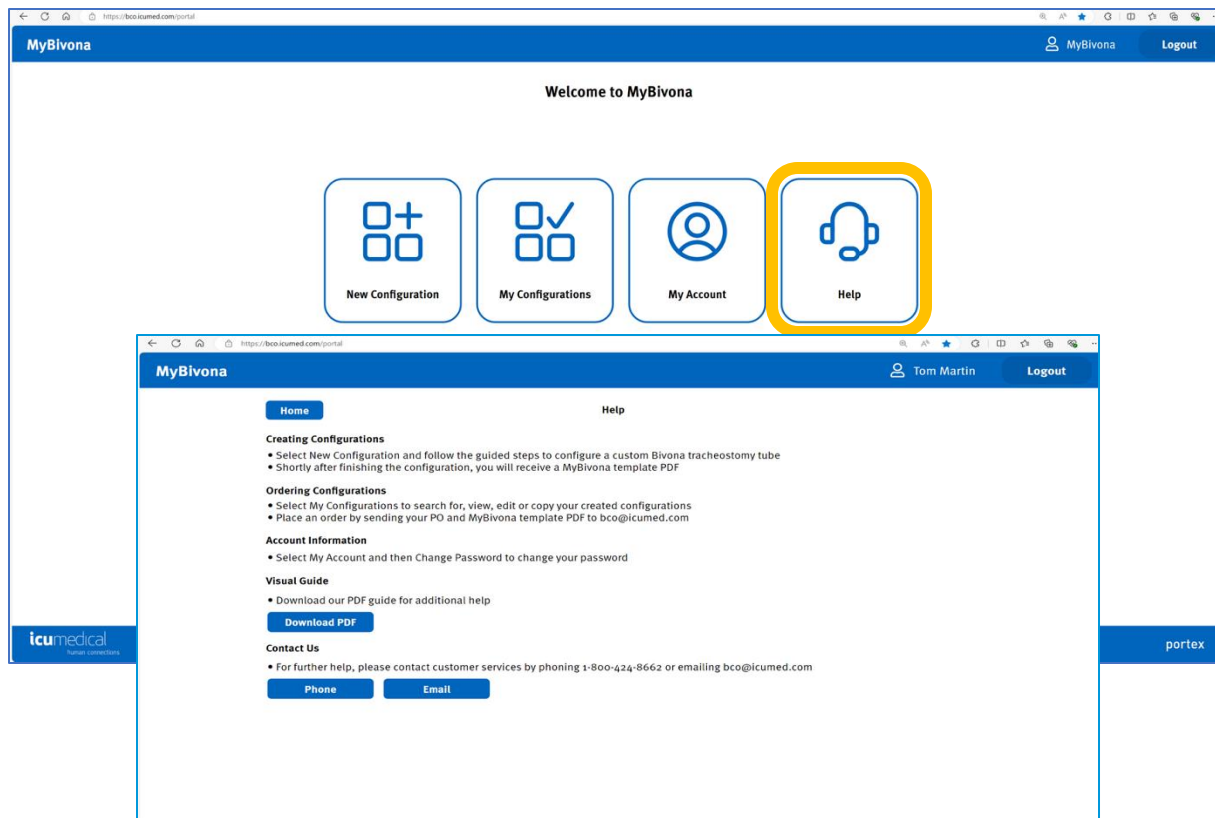 https://bco.icumed.com/portal
MyBivona
MyBivona
Logout
Welcome to MyBivona
New Configuration
My Configurations
My Account
Help
https://bco.icumed.com/portal
MyBivona
Tom Martin
Logout
Home
Help
Creating Configurations
• Select New Configuration and follow the guided steps to configure a custom Bivona tracheostomy tube
• Shortly after finishing the configuration, you will receive a MyBivona template PDF
Ordering Configurations
• Select My Configurations to search for, view, edit or copy your created configurations
• Place an order by sending your PO and MyBivona template PDF to bco@icumed.com
Account Information
• Select My Account and then Change Password to change your password
Visual Guide
• Download our PDF guide for additional help
Download PDF
Contact Us
• For further help, please contact customer services by phoning 1-800-424-8662 or emailing bco@icumed.com
Phone
Email
icumedical
human connections
portex